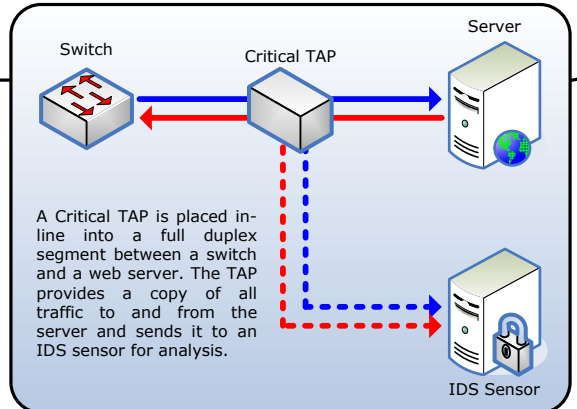 Server
Switch
Critical TAP
A Critical TAP is placed in-
line into a full duplex
segment between a switch
and a web server. The TAP
provides a copy of all
traffic to and from the
server and sends it to an
IDS sensor for analysis.
IDS Sensor